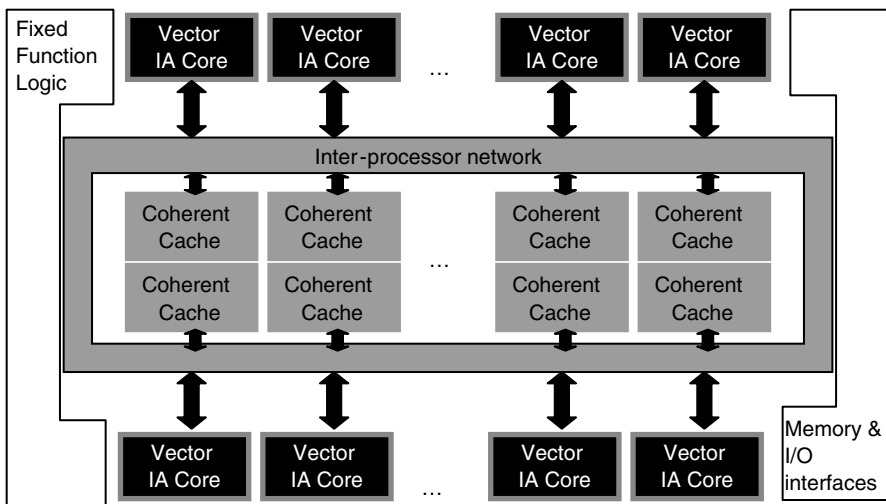 Fixed
Function
Logic
Vector
IA Core
Vector
IA Core
...
Vector
IA Core
Vector
IA Core
Inter-processor network
Coherent
Cache
Coherent
Cache
Coherent
Cache
Coherent
Cache
...
Coherent
Cache
Coherent
Cache
Coherent
Cache
Coherent
Cache
Vector
IA Core
Vector
IA Core
...
Vector
IA Core
Vector
IA Core
Memory &
I/O
interfaces